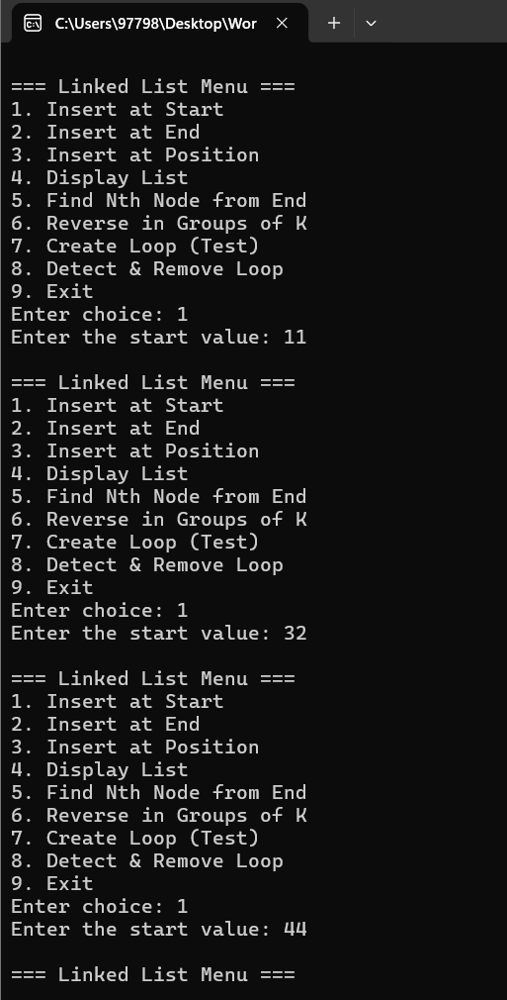 C:\Users\97798\Desktop\Wor
=== Linked List Menu ===
1. Insert at Start
2. Insert at End
3. Insert at Position
4. Display List
5. Find Nth Node from End
6. Reverse in Groups of K
7. Create Loop (Test)
8. Detect & Remove Loop
9. Exit
Enter choice: 1
Enter the start value: 11
=== Linked List Menu ===
1. Insert at Start
2. Insert at End
3. Insert at Position
4. Display List
5. Find Nth Node from End
6. Reverse in Groups of K
7. Create Loop (Test)
8. Detect & Remove Loop
9. Exit
Enter choice: 1
Enter the start value: 32
=== Linked List Menu ===
1. Insert at Start
2. Insert at End
3. Insert at Position
4. Display List
5. Find Nth Node from End
6. Reverse in Groups of K
7. Create Loop (Test)
8. Detect & Remove Loop
9. Exit
Enter choice: 1
Enter the start value: 44
=== Linked List Menu ===